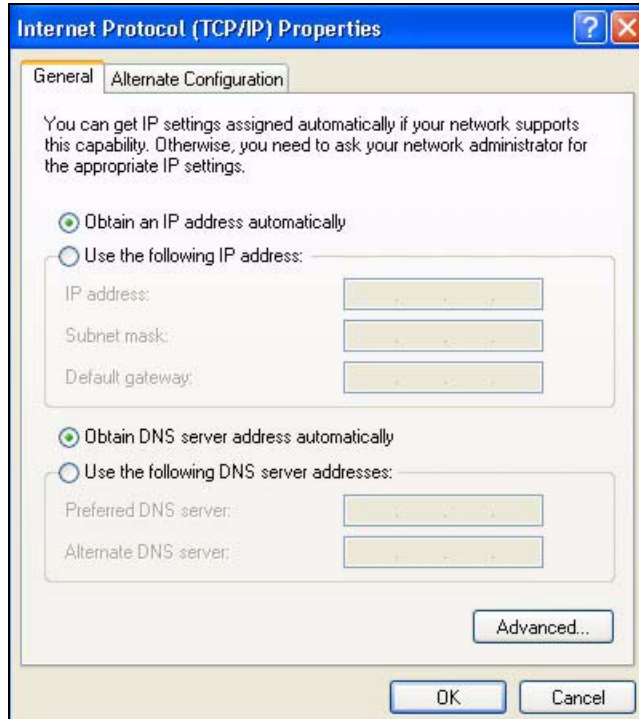 Internet Protocol (TCP/IP) Properties
General
Alternate Configuration
You can get IP settings assigned automatically if your network supports
this capability. Otherwise, you need to ask your network administrator for
the appropriate IP settings.
Obtain an IP address automatically
Use the following IP address:
IP address:
Subnet mask:
Default gateway:
Obtain DNS server address automatically
Use the following DNS server addresses:
Preferred DNS server:
Alternate DNS server:
Advanced...
OK
Cancel